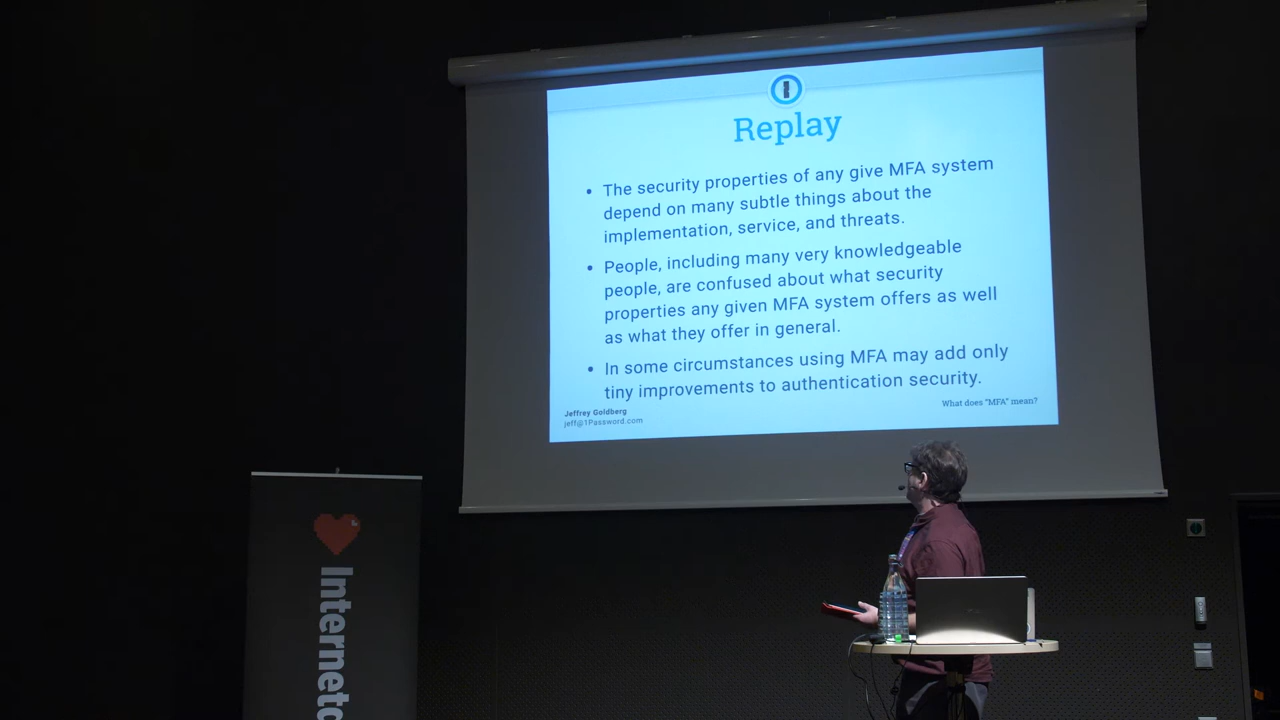 Replay
• The security properties of any give MFA system
depend on many subtle things about the
implementation, service, and threats.
• People, including many very knowledgeable
people, are confused about what security
properties any given MFA system offers as well
as what they offer in general.
• In some circumstances using MFA may add only
tiny improvements to authentication security.
Jeffrey Goldberg
jeff@1Password.com
What does “MFA” mean?